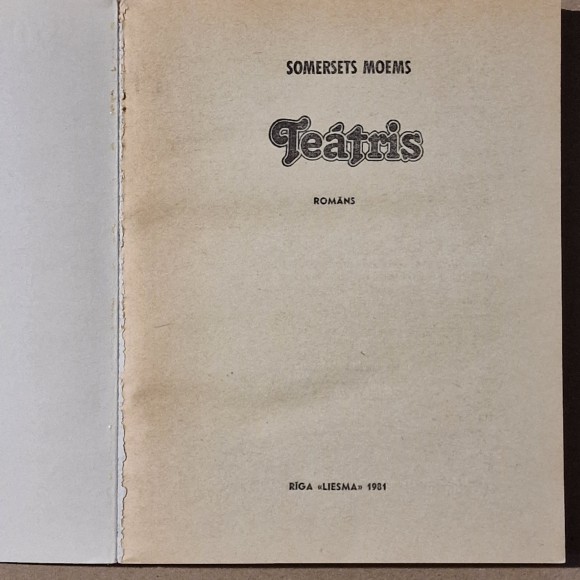 SOMERSETS MOEMS
Teātris
ROMĀNS
RĪGA «LIESMA» 1981